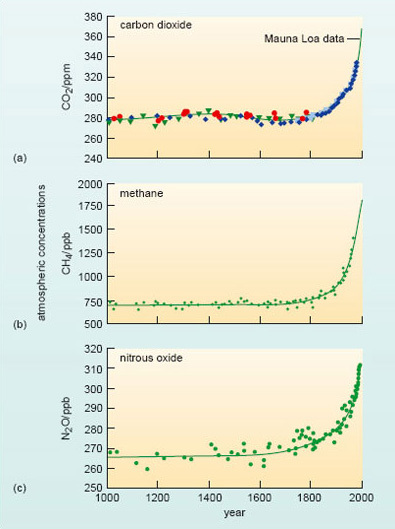 380
carbon dioxide
360
Mauna Loa data
340
320
CO2/ppm
300
280
260
240
(a)
2000
methane
1750
1500
1250
CH4/ppb
1000
750
500
(b)
atmospheric concentrations
320
nitrous oxide
310
300
290
N2O/ppb
280
270
260
250
(c)
1000 1200 1400 1600 1800 2000
year